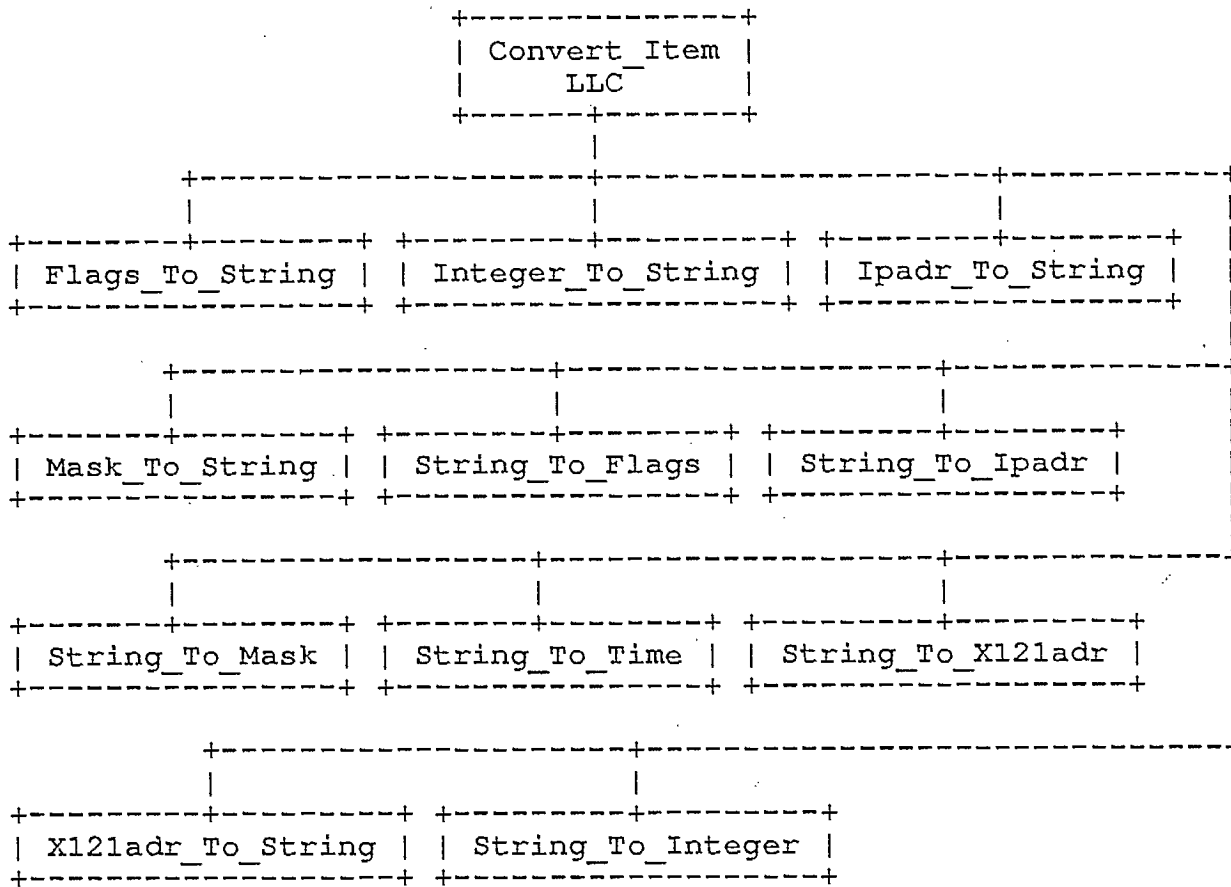 Convert_Item
LLC
Flags_To_String
Integer_To_String
Ipadr_To_String
Mask_To_String
String_To_Flags
String_To_Ipadr
String_To_Mask
String_To_Time
String_To_X121adr
X121adr_To_String
String_To_Integer